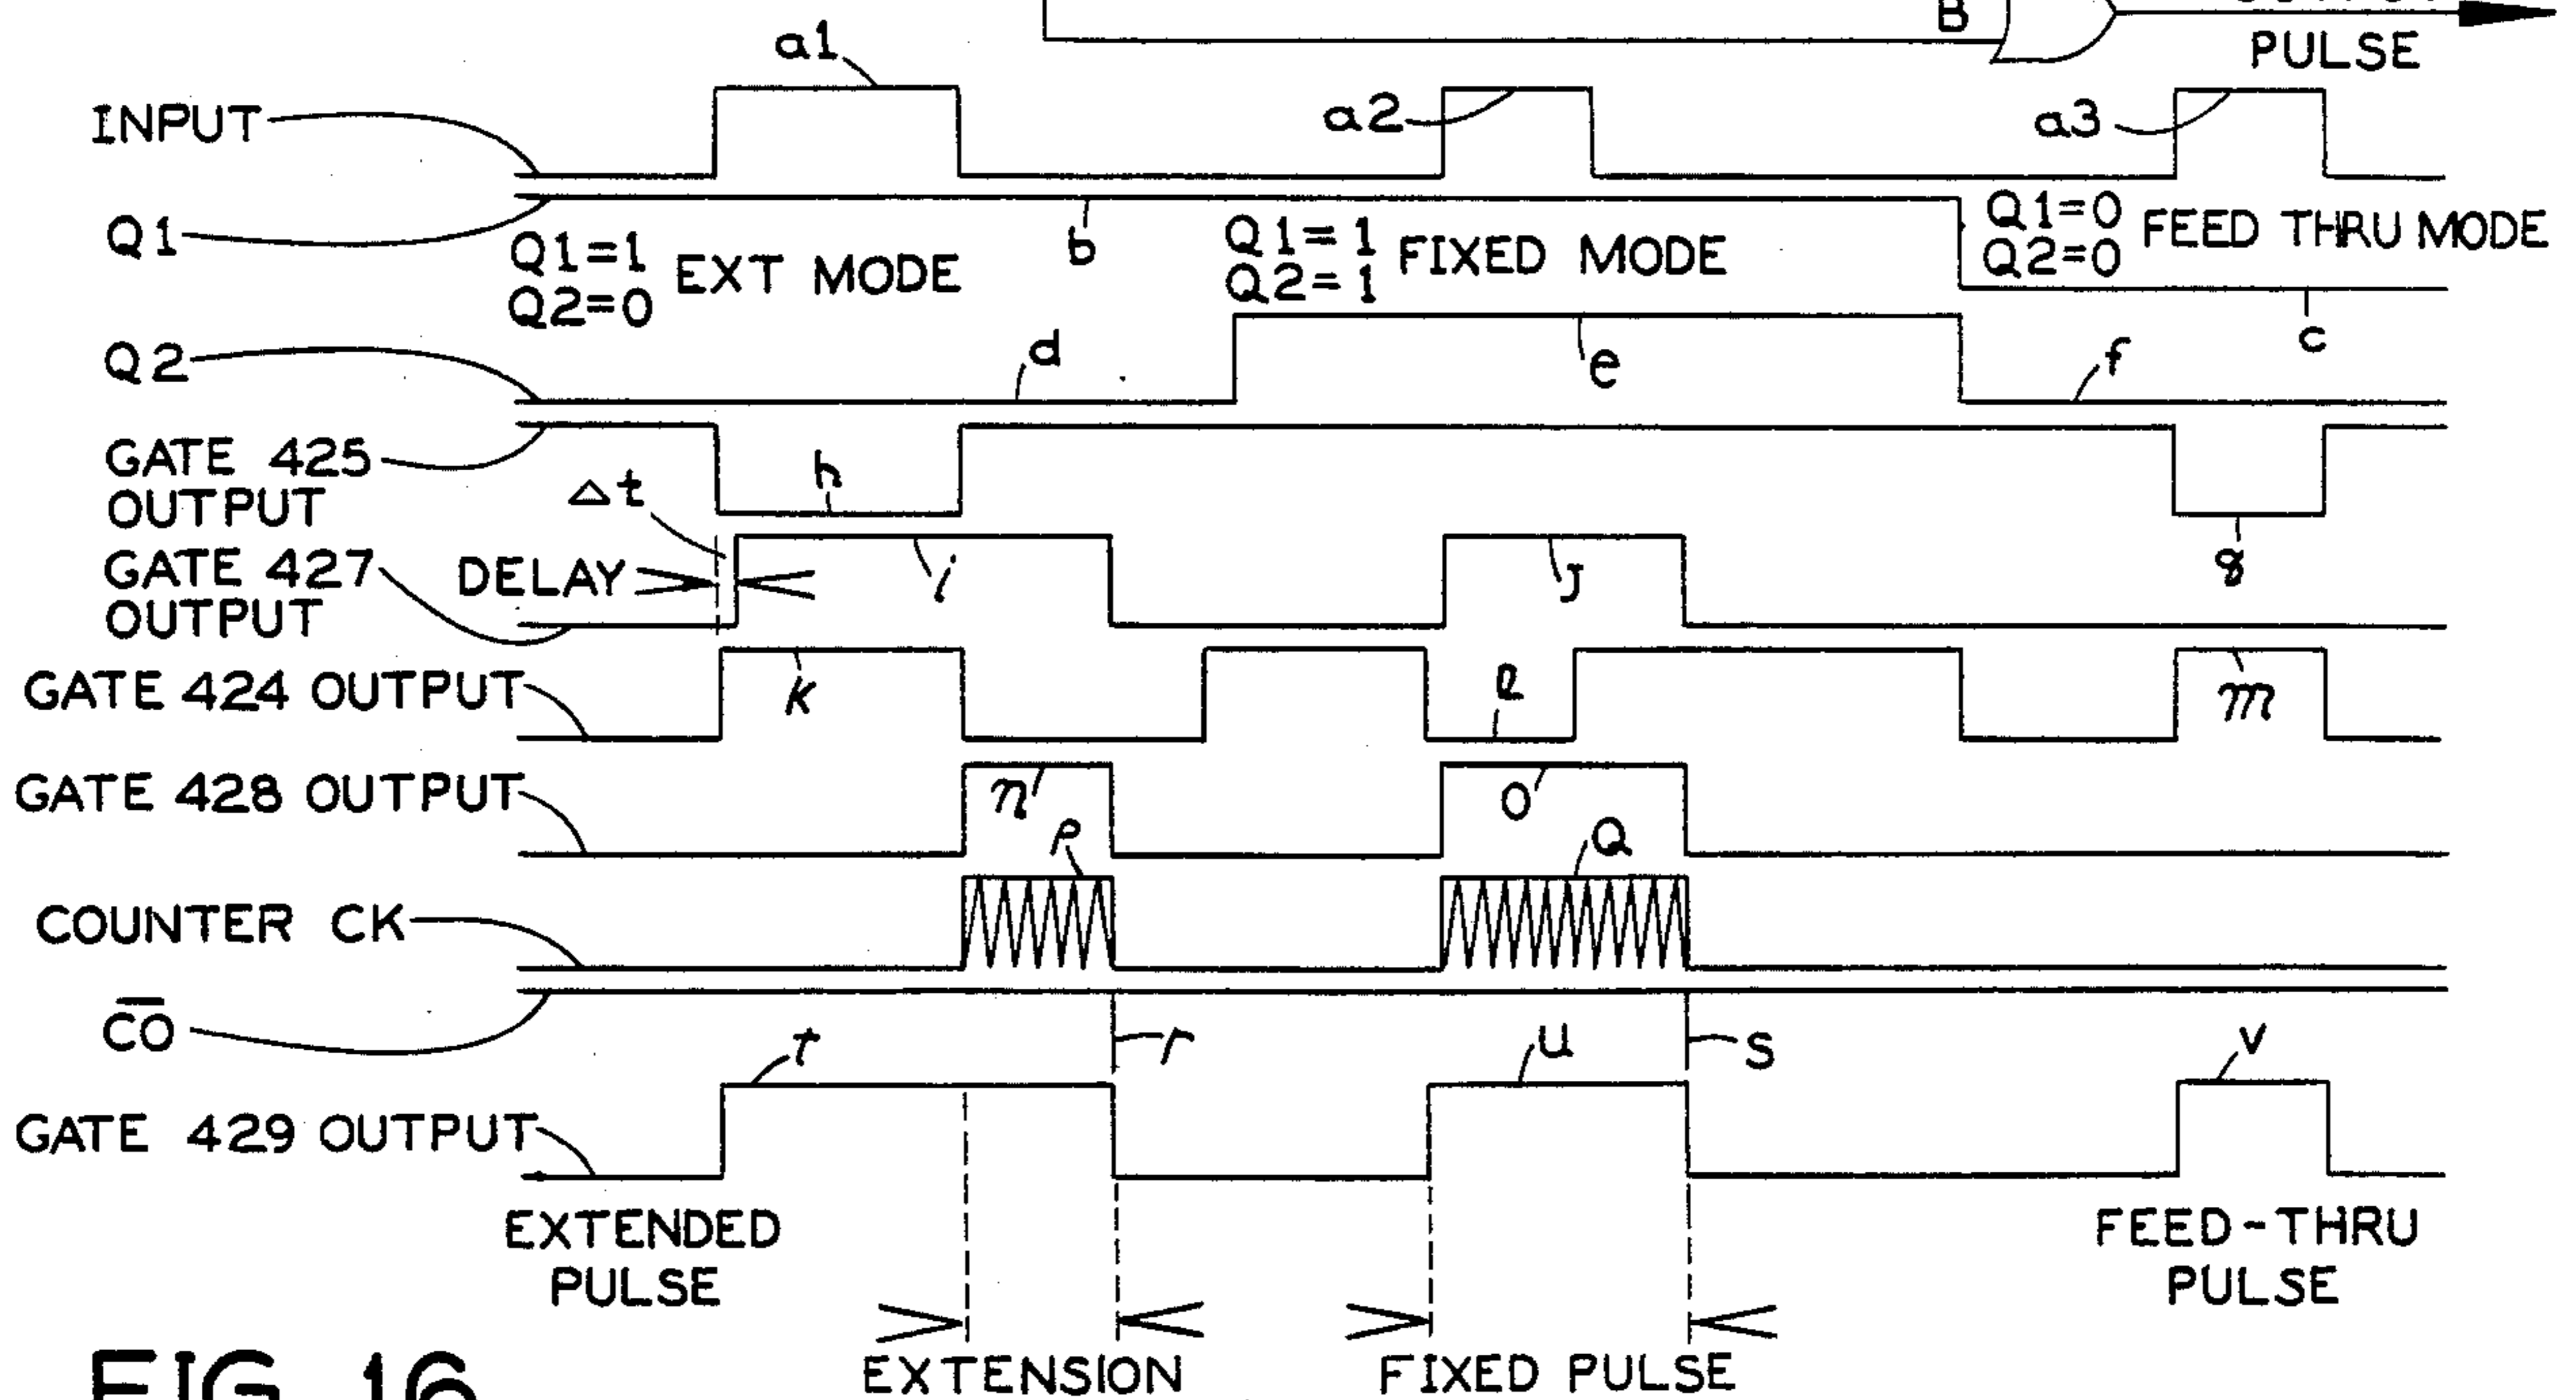 B
PULSE
a1
INPUT
a2
a3
Q1
b
Q1=1
Q2=0
EXT MODE
Q1=1
Q2=1
FIXED MODE
Q1=0
Q2=0
FEED THRU MODE
c
Q2
d
e
f
GATE 425
OUTPUT
Δt
h
g
GATE 427
OUTPUT
DELAY
i
J
GATE 424 OUTPUT
k
l
m
GATE 428 OUTPUT
n
o
p
Q
COUNTER CK
C̅O̅
r
s
t
u
v
GATE 429 OUTPUT
EXTENDED
PULSE
FEED-THRU
PULSE
EXTENSION
FIXED PULSE
FIG. 16